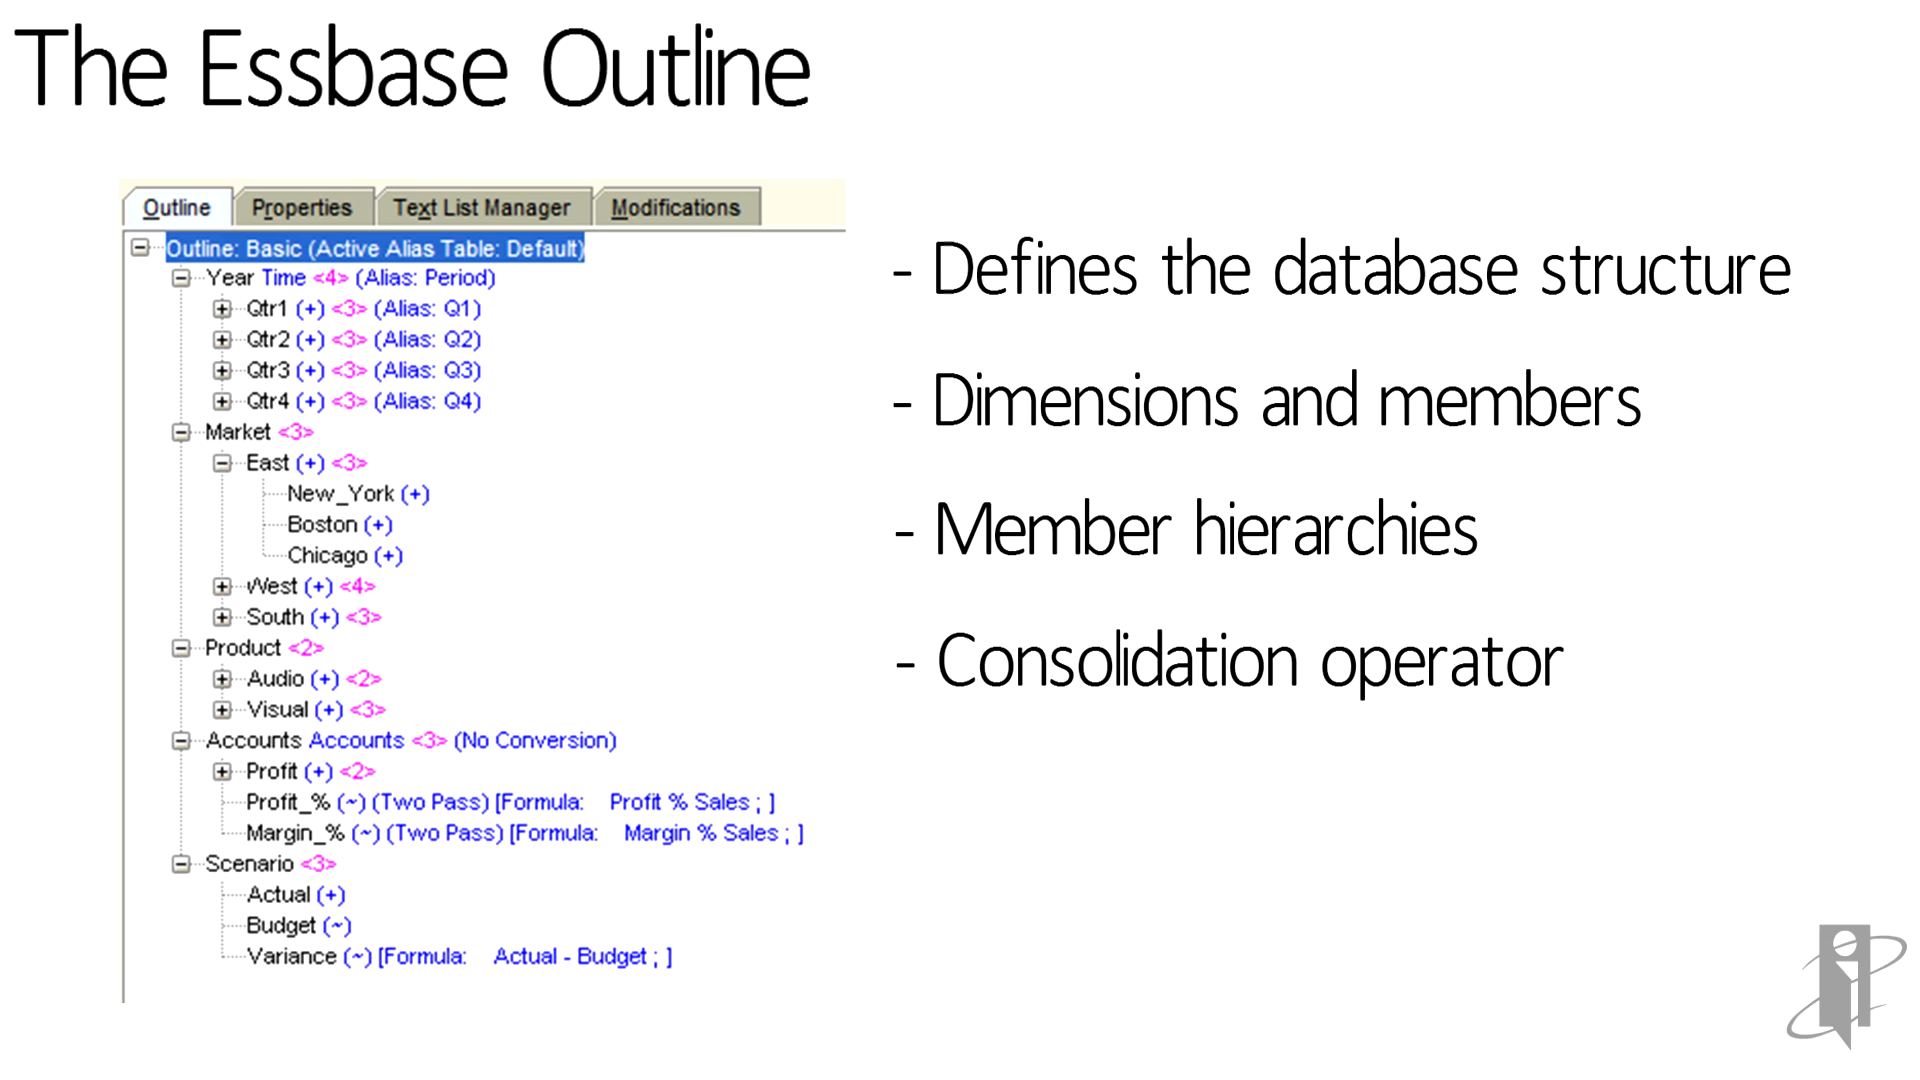 The Essbase Outline
Outline Properties Text List Manager Modifications
Outline: Basic (Active Alias Table: Default)
Year Time <4> (Alias: Period)
Qtr1 (+) <3> (Alias: Q1)
Qtr2 (+) <3> (Alias: Q2)
Qtr3 (+) <3> (Alias: Q3)
Qtr4 (+) <3> (Alias: Q4)
Market <3>
East (+) <3>
New_York (+)
Boston (+)
Chicago (+)
West (+) <4>
South (+) <3>
Product <2>
Audio (+) <2>
Visual (+) <3>
Accounts Accounts <3> (No Conversion)
Profit (+) <2>
Profit_% (~) (Two Pass) [Formula: Profit % Sales ; ]
Margin_% (~) (Two Pass) [Formula: Margin % Sales ; ]
Scenario <3>
Actual (+)
Budget (~)
Variance (~) [Formula: Actual - Budget ; ]
- Defines the database structure
- Dimensions and members
- Member hierarchies
- Consolidation operator